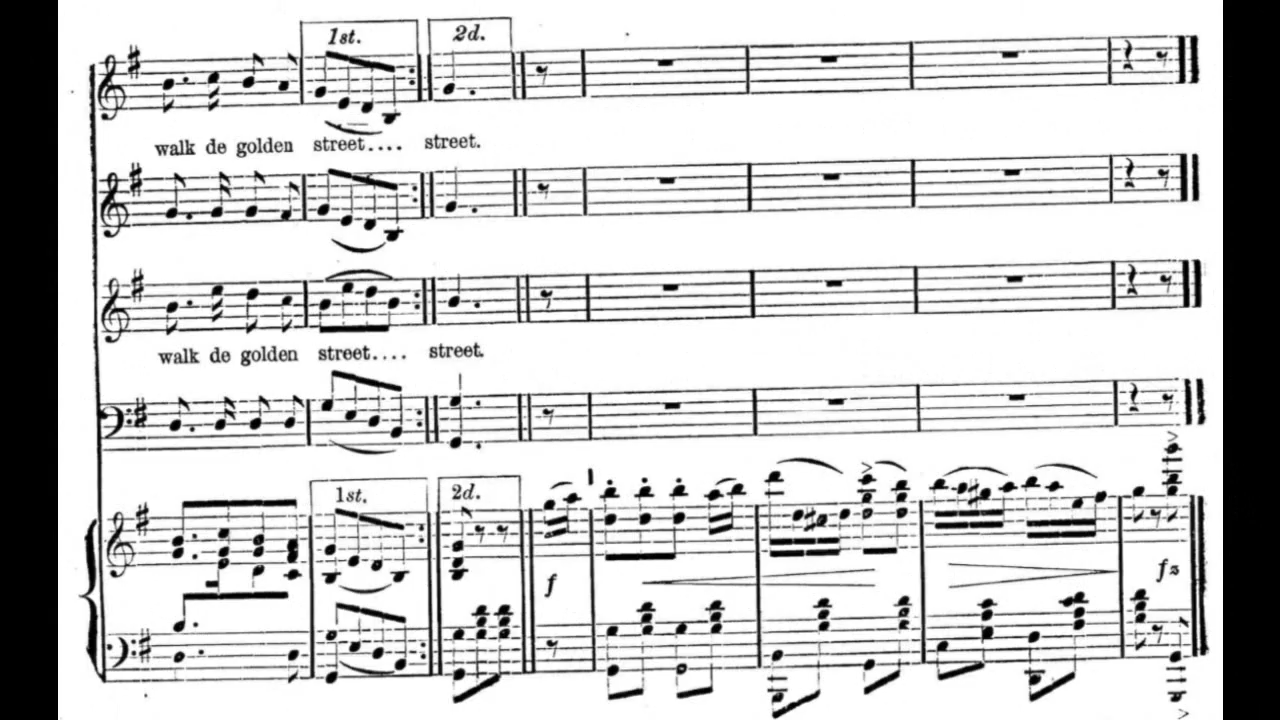 1st. 2d.
walk de golden street.... street.
walk de golden street.... street.
1st. 2d.
f
fz